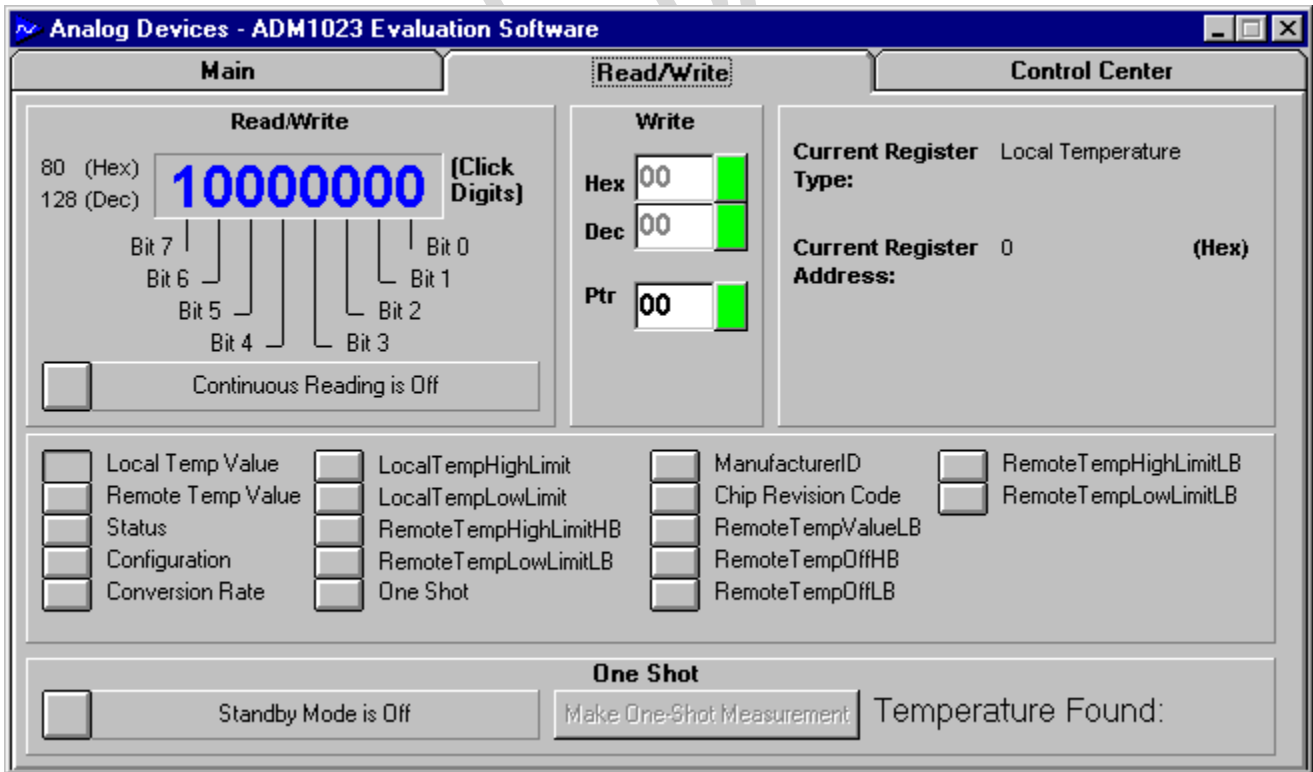 Analog Devices - ADM1023 Evaluation Software
Main
Read/Write
Control Center
Read/Write
80 (Hex)
128 (Dec)
10000000
(Click
Digits)
Bit 7
Bit 0
Bit 6
Bit 1
Bit 5
Bit 2
Bit 4
Bit 3
Continuous Reading is Off
Write
Hex 00
Dec 00
Ptr 00
Current Register Local Temperature
Type:
Current Register 0 (Hex)
Address:
Local Temp Value
Remote Temp Value
Status
Configuration
Conversion Rate
LocalTempHighLimit
LocalTempLowLimit
RemoteTempHighLimitHB
RemoteTempLowLimitLB
One Shot
ManufacturerID
Chip Revision Code
RemoteTempValueLB
RemoteTempOffHB
RemoteTempOffLB
RemoteTempHighLimitLB
RemoteTempLowLimitLB
One Shot
Standby Mode is Off
Make One-Shot Measurement
Temperature Found: